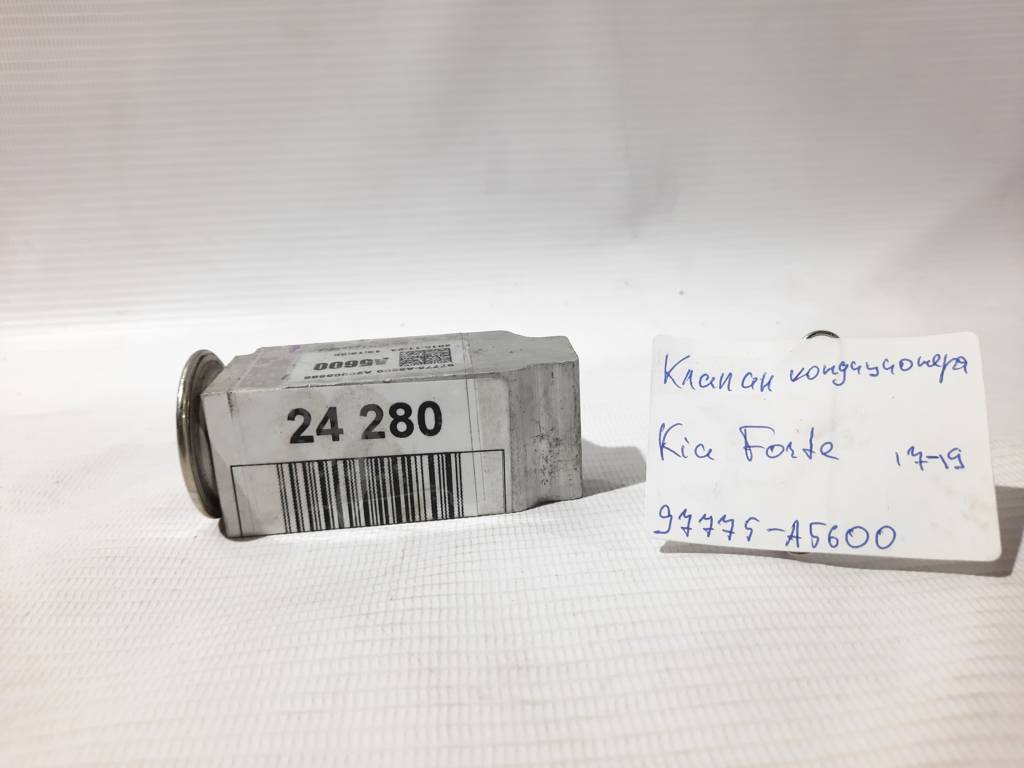 A5600
24 280
Клапан кондиционера
Kia Forte 17-19
97775-A5600